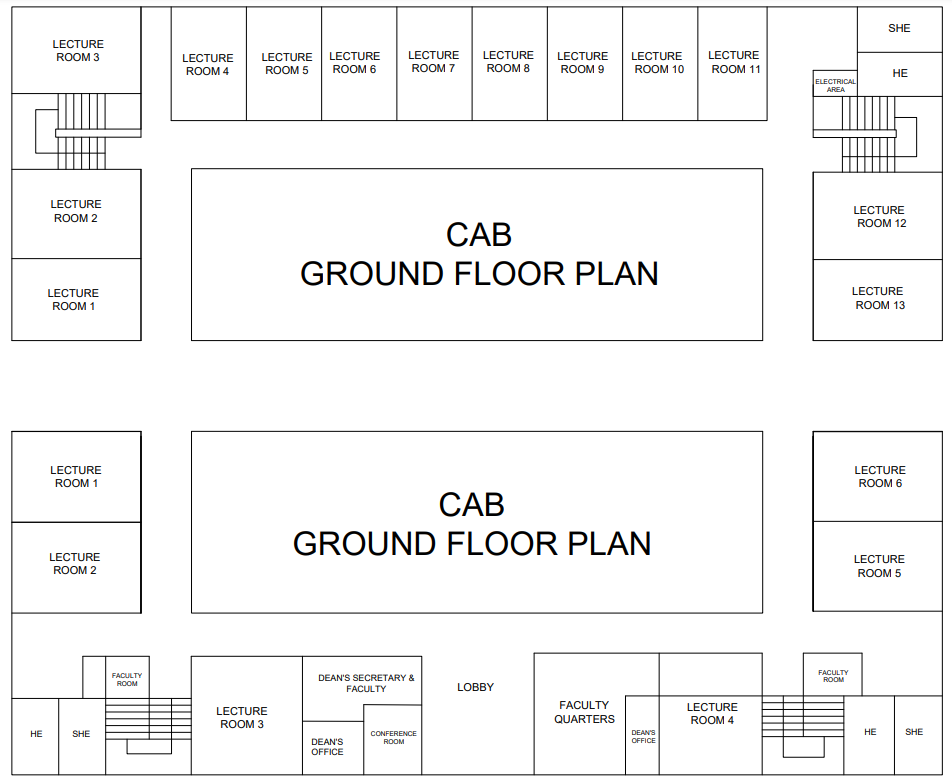 LECTURE
ROOM 3
LECTURE
ROOM 4
LECTURE
ROOM 5
LECTURE
ROOM 6
LECTURE
ROOM 7
LECTURE
ROOM 8
LECTURE
ROOM 9
LECTURE
ROOM 10
LECTURE
ROOM 11
SHE
HE
ELECTRICAL
AREA
LECTURE
ROOM 2
LECTURE
ROOM 12
CAB
GROUND FLOOR PLAN
LECTURE
ROOM 1
LECTURE
ROOM 13
LECTURE
ROOM 1
LECTURE
ROOM 6
CAB
GROUND FLOOR PLAN
LECTURE
ROOM 2
LECTURE
ROOM 5
FACULTY
ROOM
DEAN'S SECRETARY &
FACULTY
LOBBY
FACULTY
ROOM
HE
SHE
LECTURE
ROOM 3
DEAN'S
OFFICE
CONFERENCE
ROOM
FACULTY
QUARTERS
DEAN'S
OFFICE
LECTURE
ROOM 4
HE
SHE